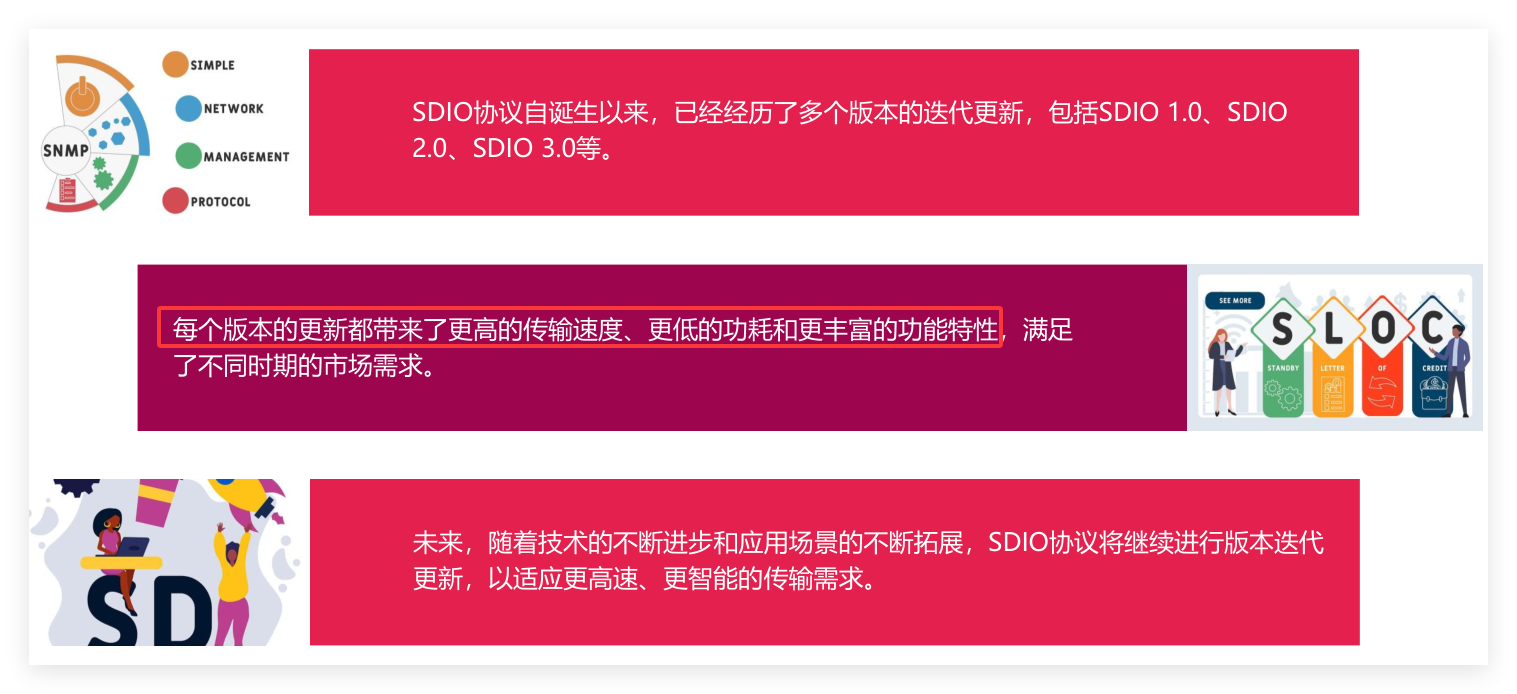 SIMPLE
NETWORK
SNMP
MANAGEMENT
PROTOCOL
SDIO协议自诞生以来，已经经历了多个版本的迭代更新，包括SDIO 1.0、SDIO
2.0、SDIO 3.0等。
每个版本的更新都带来了更高的传输速度、更低的功耗和更丰富的功能特性，满足
了不同时期的市场需求。
SEE MORE
S L O C
STANDBY LETTER OF CREDIT
SD
未来，随着技术的不断进步和应用场景的不断拓展，SDIO协议将继续进行版本迭代
更新，以适应更高速、更智能的传输需求。